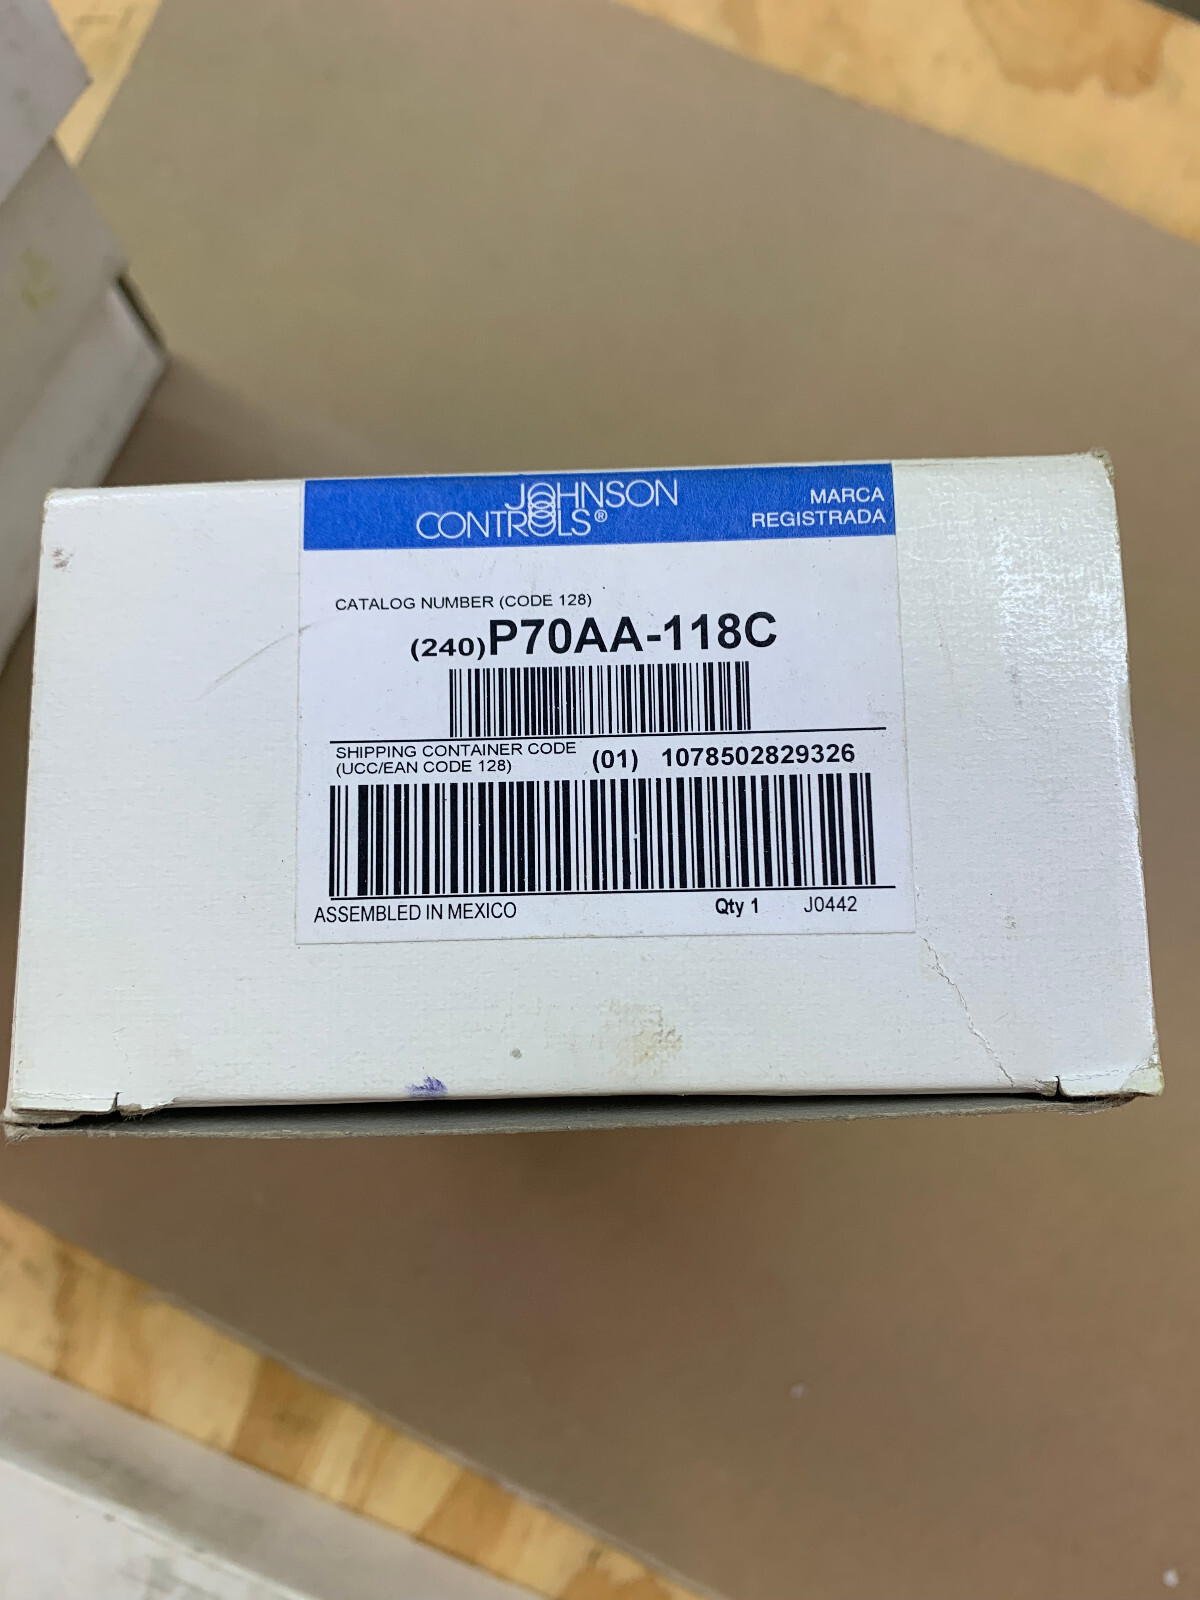 JOHNSON
CONTROLS®
MARCA
REGISTRADA
CATALOG NUMBER (CODE 128)
(240)P70AA-118C
SHIPPING CONTAINER CODE
(UCC/EAN CODE 128)
(01) 1078502829326
ASSEMBLED IN MEXICO
Qty 1 J0442